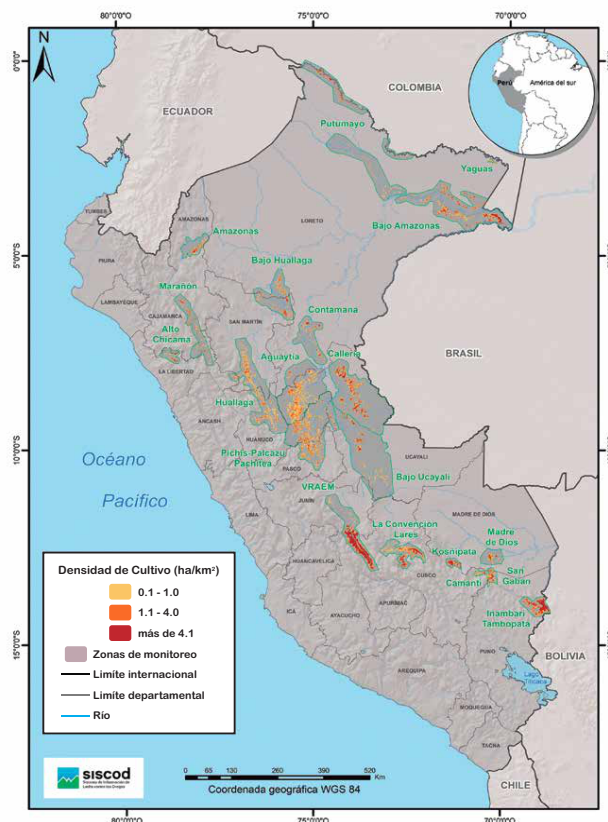 80°0'0"O
75°0'0"O
70°0'0"O
N
0°0'0"
COLOMBIA
ECUADOR
Perú
América del sur
Putumayo
Yaguas
TUMBES
AMAZONAS
LORETO
Bajo Amazonas
Amazonas
5°0'0"S
PIURA
Bajo Huallaga
LAMBAYEQUE
Marañón
CAJAMARCA
SAN MARTIN
Contamana
Alto
Chicama
Aguaytia
Callería
BRASIL
LA LIBERTAD
Huallaga
ANCASH
HUANUCO
10°0'0"S
Pichis-Palcazu
Pachitea
PASCO
UCAYALI
Bajo Ucayali
Océano
Pacífico
VRAEM
JUNIN
LIMA
La Convención
Lares
MADRE DE DIOS
Madre
de Dios
Kosñipata
San
Gabán
Camanti
CUSCO
HUANCAVELICA
Inambari
Tambopata
ICA
AYACUCHO
APURIMAC
15°0'0"S
PUNO
BOLIVIA
Lago
Titicaca
AREQUIPA
MOQUEGUA
TACNA
CHILE
Densidad de Cultivo (ha/km²)
0.1 - 1.0
1.1 - 4.0
más de 4.1
Zonas de monitoreo
Limíte internacional
Limíte departamental
Río
SISCOD
0 65 130 260 390 520
Km
Coordenada geográfica WGS 84
80°0'0"O
75°0'0"O
70°0'0"O